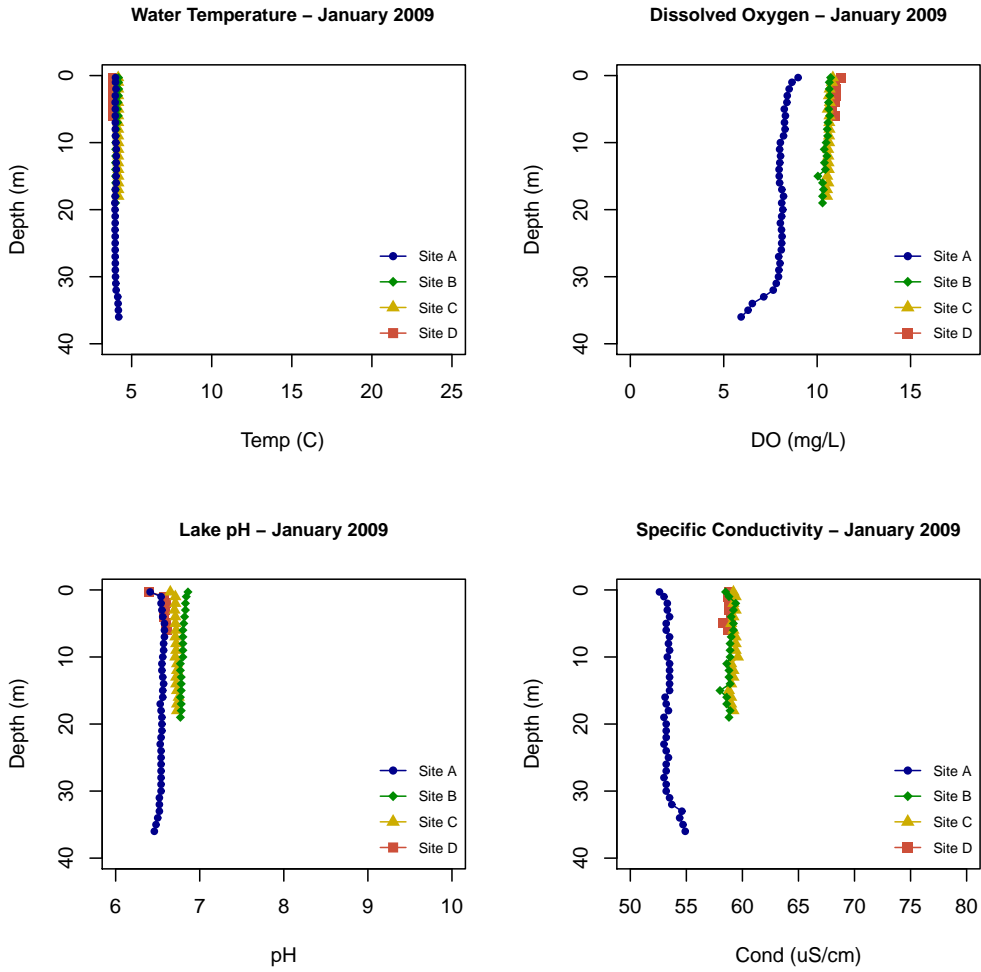 Water Temperature – January 2009
0
10
20
30
40
Depth (m)
Site A
Site B
Site C
Site D
5 10 15 20 25
Temp (C)
Dissolved Oxygen – January 2009
0
10
20
30
40
Depth (m)
Site A
Site B
Site C
Site D
0 5 10 15
DO (mg/L)
Lake pH – January 2009
0
10
20
30
40
Depth (m)
Site A
Site B
Site C
Site D
6 7 8 9 10
pH
Specific Conductivity – January 2009
0
10
20
30
40
Depth (m)
Site A
Site B
Site C
Site D
50 55 60 65 70 75 80
Cond (uS/cm)